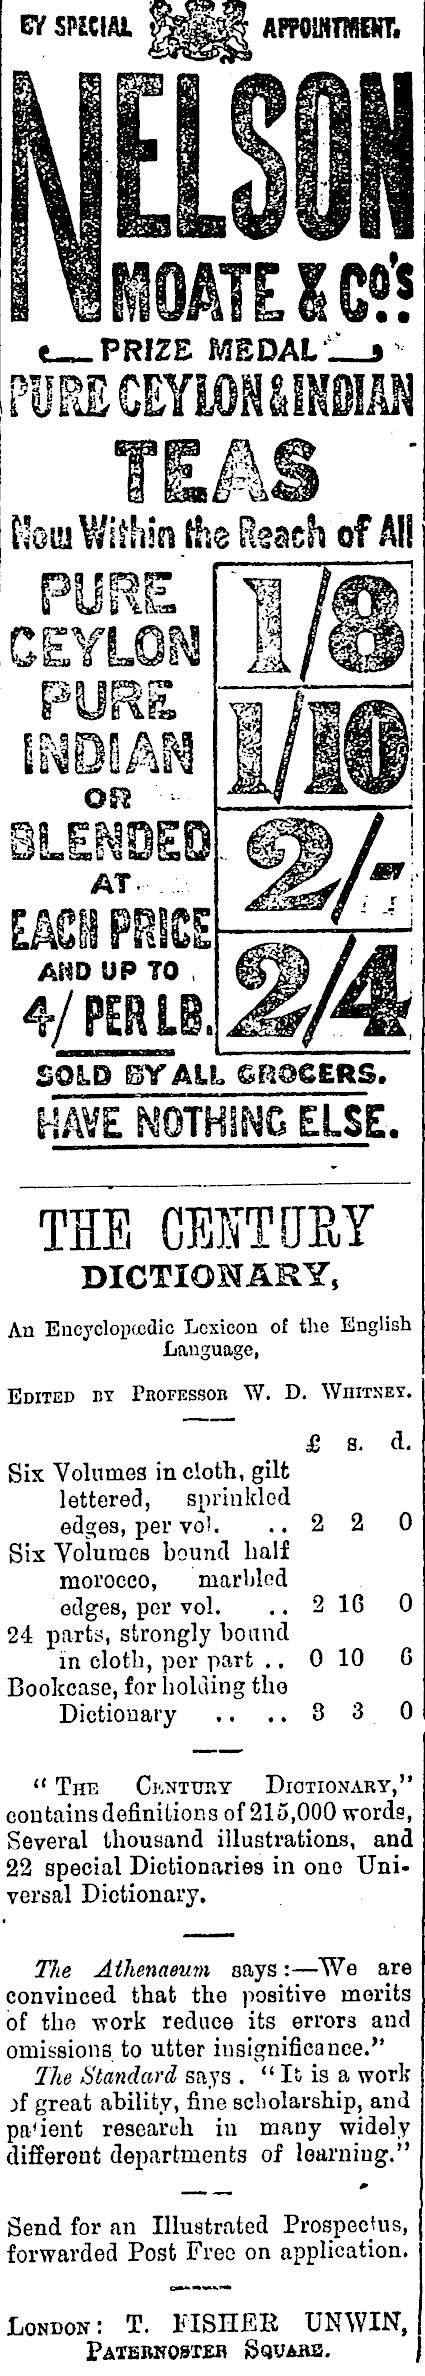 BY SPECIAL APPOINTMENT.
NELSON
MOATE & CO'S
PRIZE MEDAL
PURE CEYLON & INDIAN
TEAS
Now Within the Reach of All
PURE
CEYLON
PURE
INDIAN
OR
BLENDED
AT
EACH PRICE
AND UP TO
4/ PER LB.
1/8
1/10
2/-
2/4
SOLD BY ALL GROCERS.
HAVE NOTHING ELSE.
THE CENTURY
DICTIONARY,
An Encyclopœdic Lexicon of the English
Language,
EDITED BY PROFESSOR W. D. WHITNEY.
£ s. d.
Six Volumes in cloth, gilt
lettered, sprinkled
edges, per vol. .. 2 2 0
Six Volumes bound half
morocco, marbled
edges, per vol. .. 2 16 0
24 parts, strongly bound
in cloth, per part .. 0 10 6
Bookcase, for holding the
Dictionary .. .. 3 3 0
"THE CENTURY DICTIONARY,"
contains definitions of 215,000 words,
Several thousand illustrations, and
22 special Dictionaries in one Uni-
versal Dictionary.
The Athenaeum says :—We are
convinced that the positive merits
of the work reduce its errors and
omissions to utter insignificance."
The Standard says . "It is a work
of great ability, fine scholarship, and
patient research in many widely
different departments of learning."
Send for an Illustrated Prospectus,
forwarded Post Free on application.
LONDON: T. FISHER UNWIN,
PATERNOSTER SQUARE.